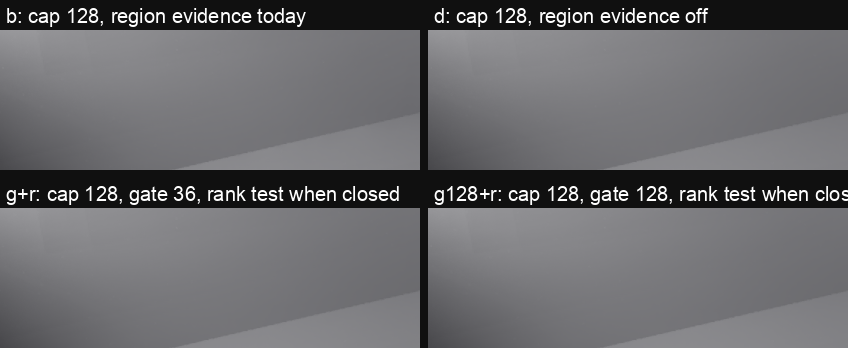 b: cap 128, region evidence today
d: cap 128, region evidence off
g+r: cap 128, gate 36, rank test when closed
g128+r: cap 128, gate 128, rank test when clos